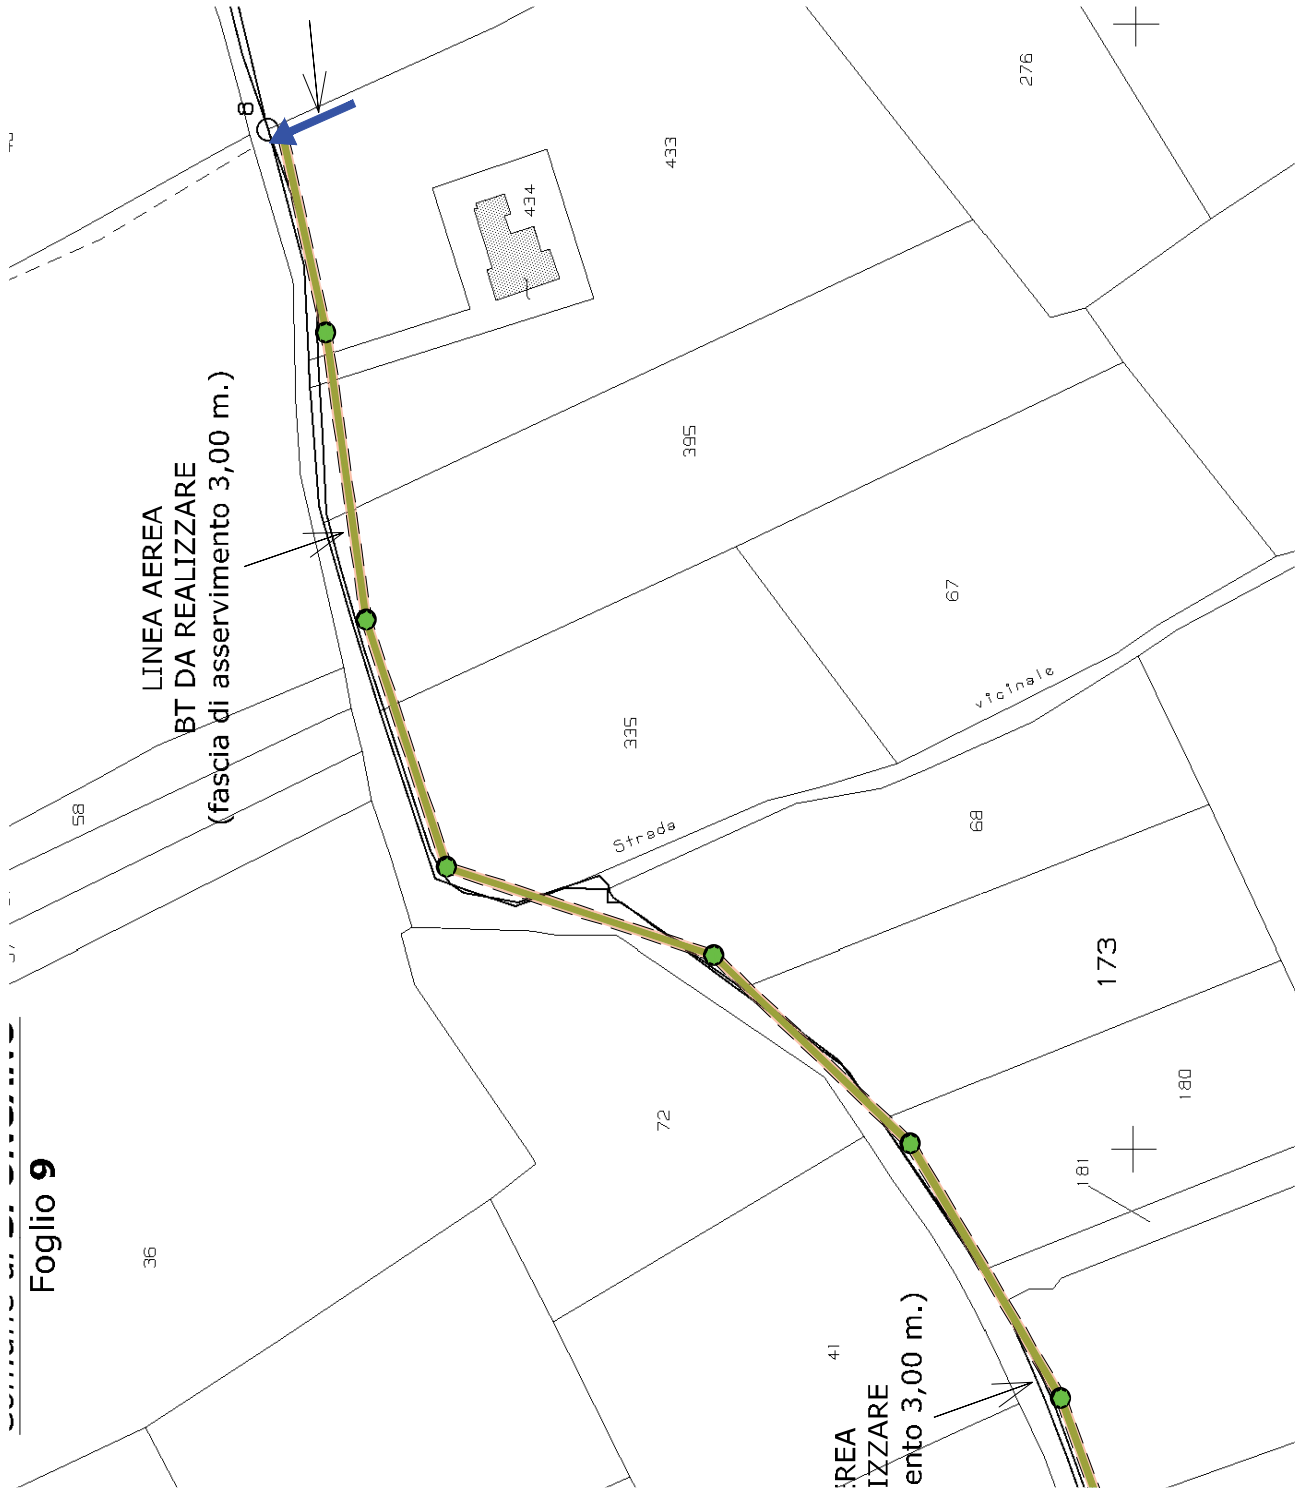 Foglio 9
LINEA AEREA
BT DA REALIZZARE
(fascia di asservimento 3,00 m.)
IZZARE
ento 3,00 m.)
8
276
433
434
395
67
335
Strada
vicinale
58
68
173
180
181
72
36
41